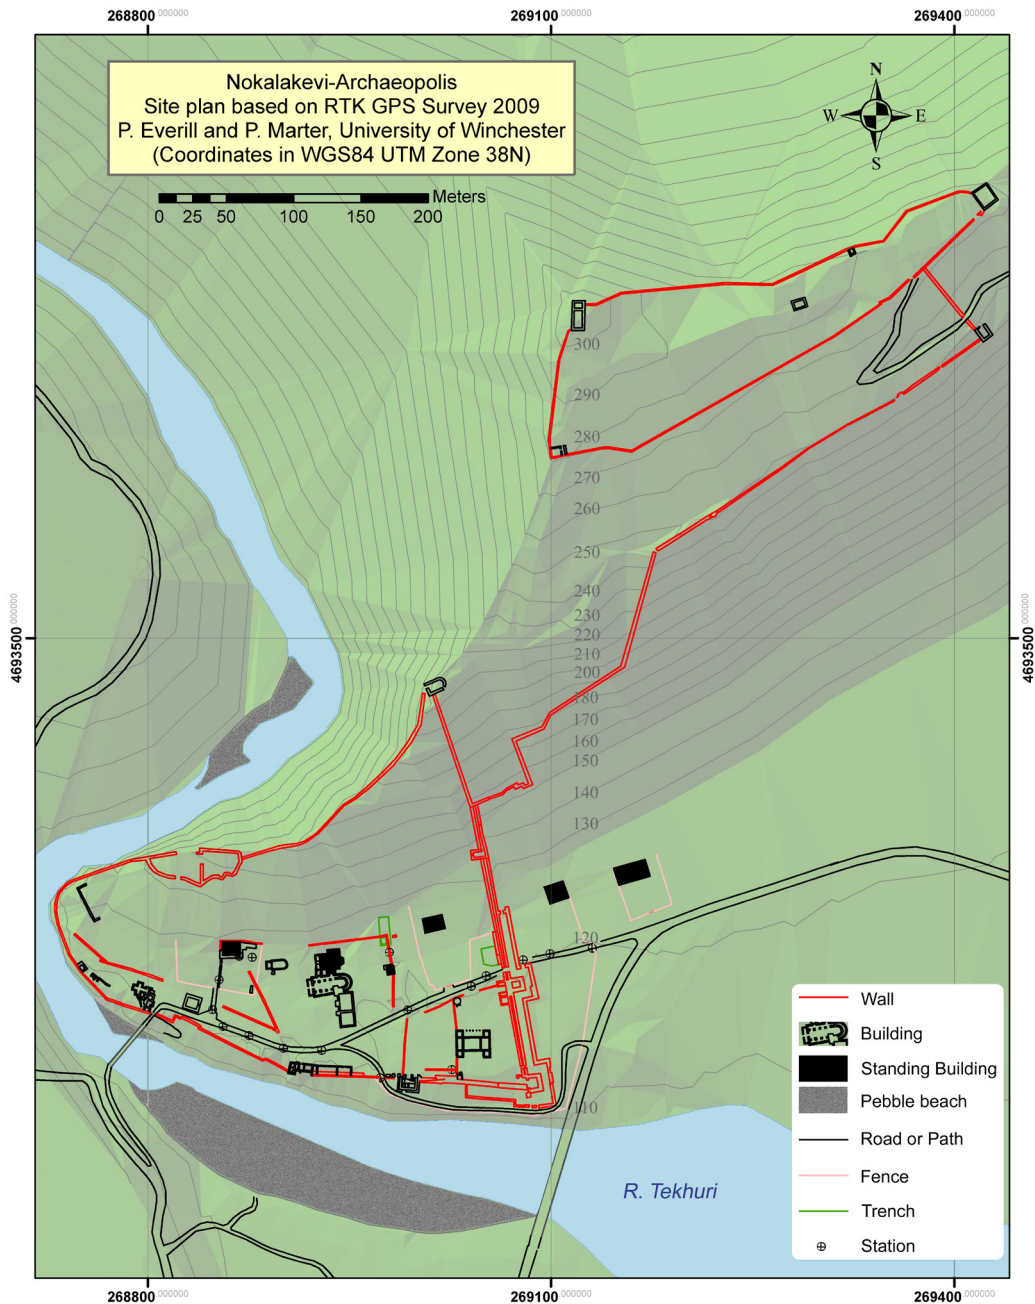 268800.000000
269100.000000
269400.000000
Nokalakevi-Archaeopolis
Site plan based on RTK GPS Survey 2009
P. Everill and P. Marter, University of Winchester
(Coordinates in WGS84 UTM Zone 38N)
N
W
E
S
Meters
0 25 50 100 150 200
300
290
280
270
260
250
240
230
220
210
200
180
170
160
150
140
130
120
110
4693500.000000
4693500.000000
R. Tekhuri
Wall
Building
Standing Building
Pebble beach
Road or Path
Fence
Trench
Station
268800.000000
269100.000000
269400.000000